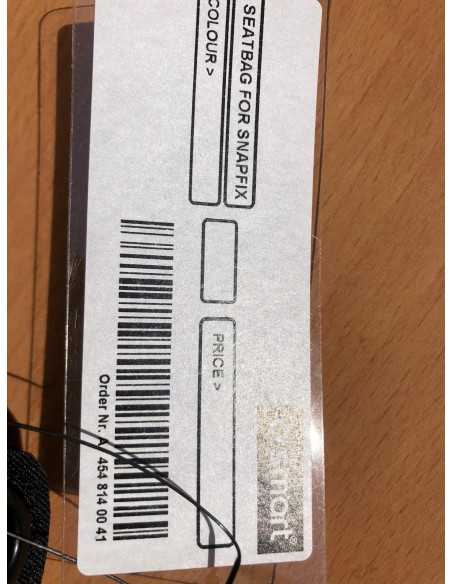 SEATBAG FOR SNAPFIX
COLOUR >
PRICE >
Order Nr. A 454 814 00 41